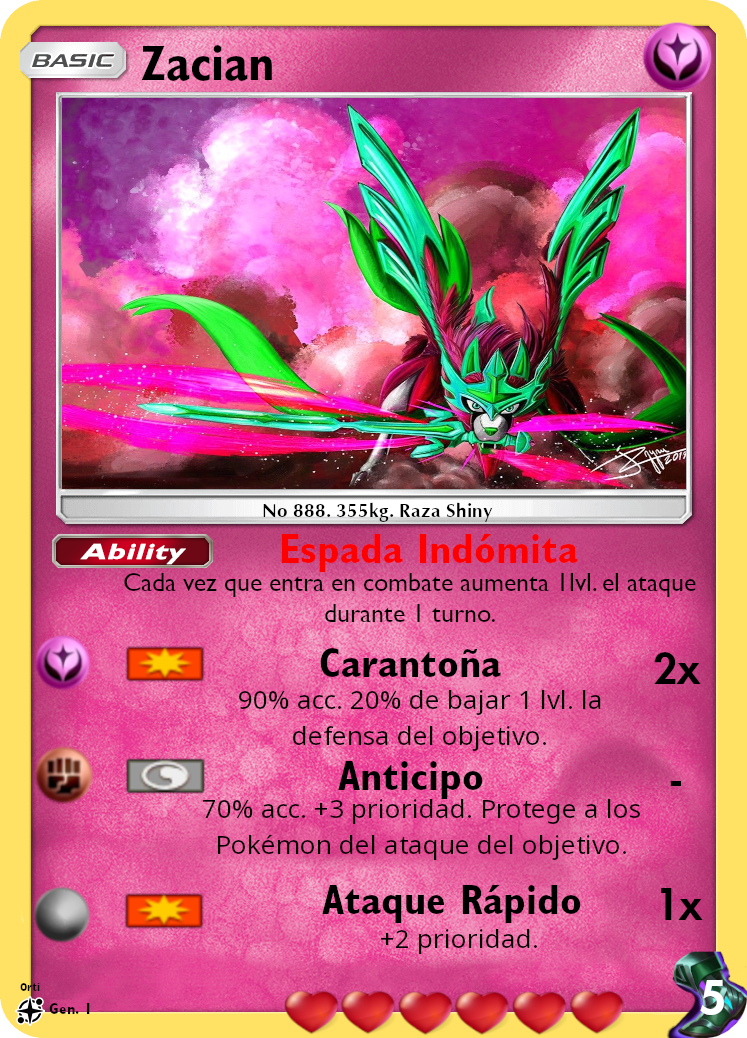 BASIC Zacian
2017
No 888. 355kg. Raza Shiny
Ability Espada Indómita
Cada vez que entra en combate aumenta 1lvl. el ataque
durante 1 turno.
Carantoña 2x
90% acc. 20% de bajar 1 lvl. la
defensa del objetivo.
Anticipo -
70% acc. +3 prioridad. Protege a los
Pokémon del ataque del objetivo.
Ataque Rápido 1x
+2 prioridad.
Orti
Gen. 1
5